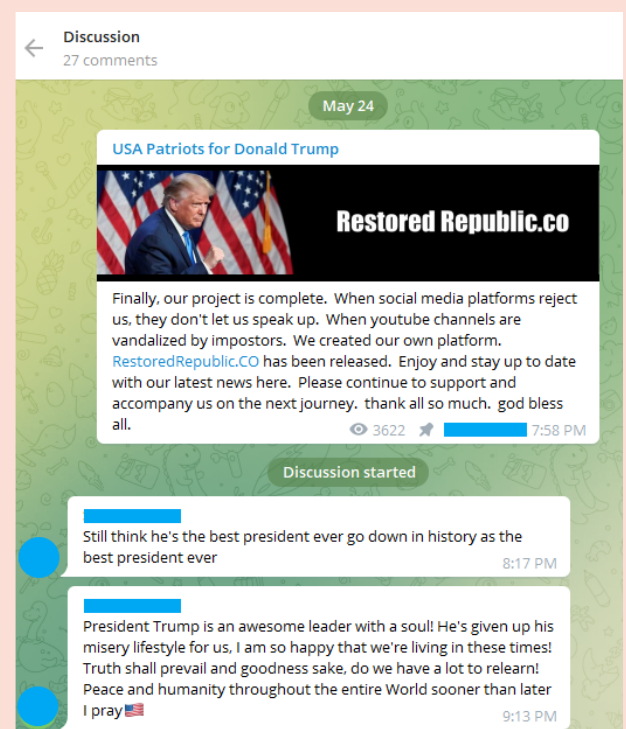 Discussion
27 comments
May 24
USA Patriots for Donald Trump
Restored Republic.co
Finally, our project is complete.  When social media platforms reject
us, they don't let us speak up.  When youtube channels are
vandalized by impostors.  We created our own platform.
RestoredRepublic.CO has been released.  Enjoy and stay up to date
with our latest news here.  Please continue to support and
accompany us on the next journey.  thank all so much.  god bless
all.
3622 7:58 PM
Discussion started
Still think he's the best president ever go down in history as the
best president ever
8:17 PM
President Trump is an awesome leader with a soul! He's given up his
misery lifestyle for us, I am so happy that we're living in these times!
Truth shall prevail and goodness sake, do we have a lot to relearn!
Peace and humanity throughout the entire World sooner than later
I pray🇺🇸
9:13 PM